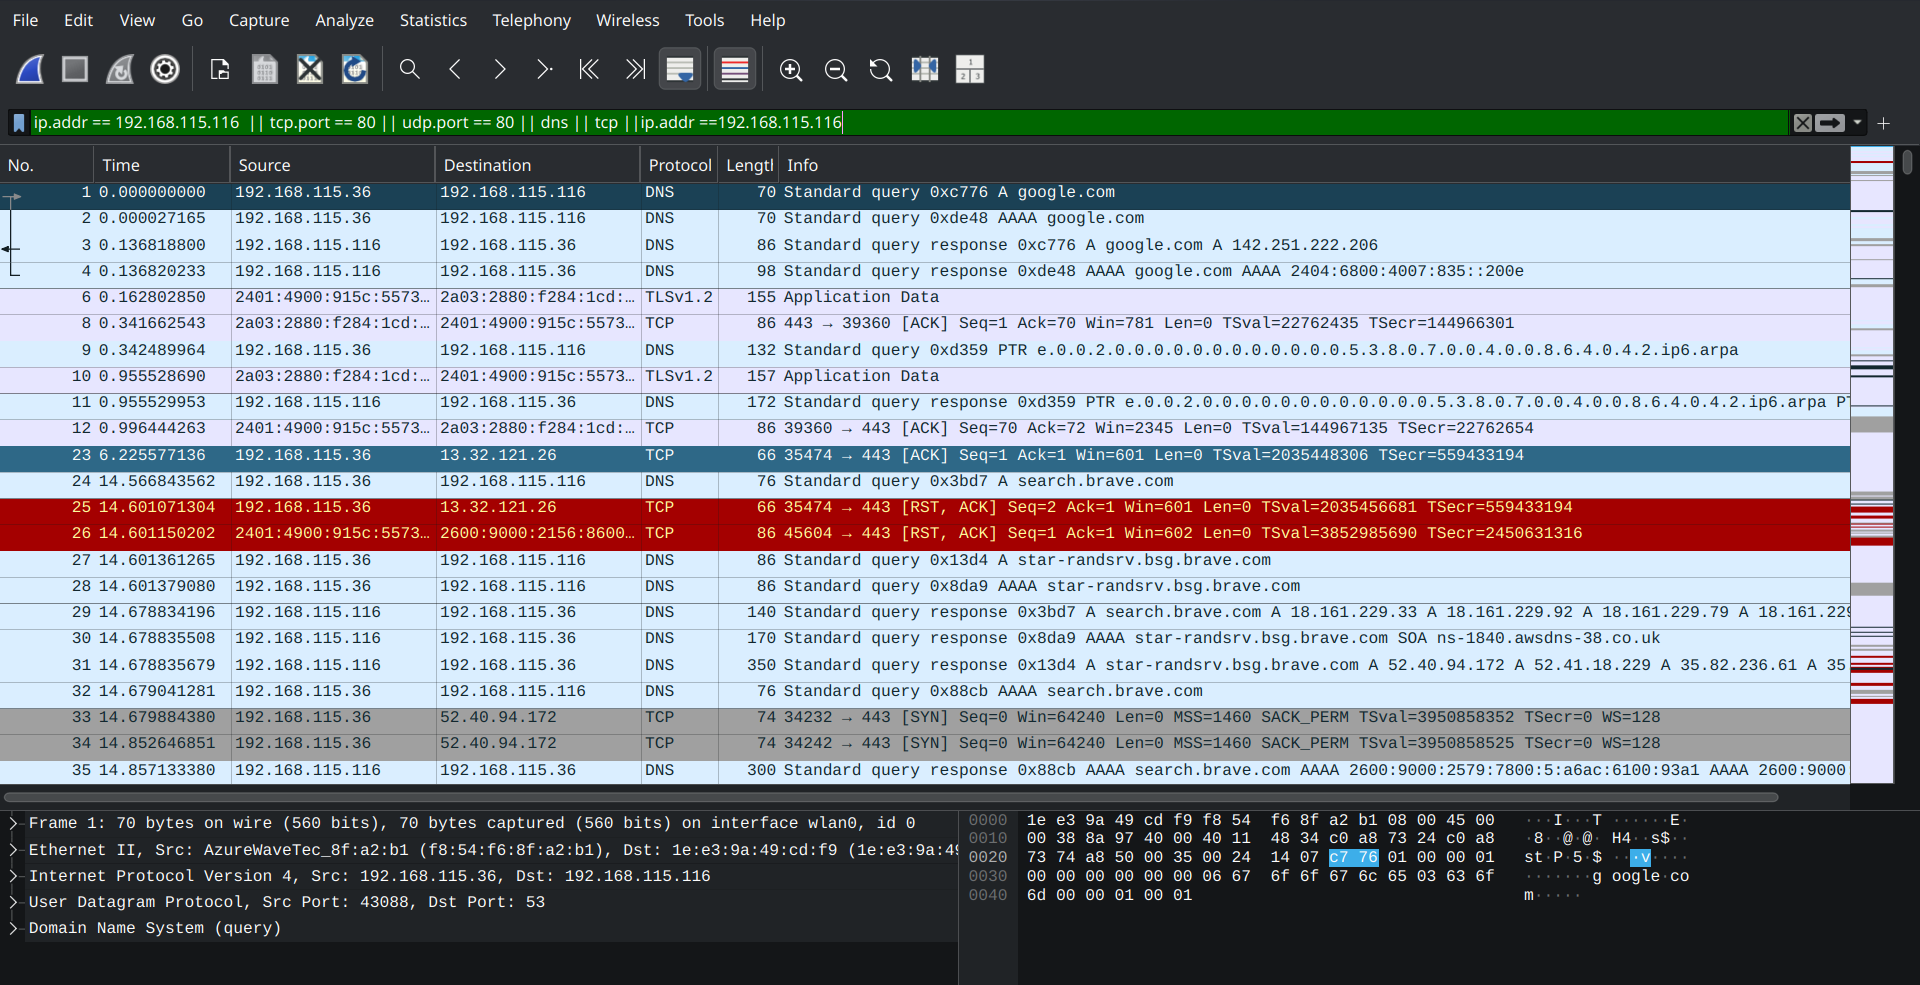 File Edit View Go Capture Analyze Statistics Telephony Wireless Tools Help
ip.addr == 192.168.115.116 || tcp.port == 80 || udp.port == 80 || dns || tcp ||ip.addr ==192.168.115.116
No. Time Source Destination Protocol Lengtl Info
1 0.000000000 192.168.115.36 192.168.115.116 DNS 70 Standard query 0xc776 A google.com
2 0.000027165 192.168.115.36 192.168.115.116 DNS 70 Standard query 0xde48 AAAA google.com
3 0.136818800 192.168.115.116 192.168.115.36 DNS 86 Standard query response 0xc776 A google.com A 142.251.222.206
4 0.136820233 192.168.115.116 192.168.115.36 DNS 98 Standard query response 0xde48 AAAA google.com AAAA 2404:6800:4007:835::200e
6 0.162802850 2401:4900:915c:5573… 2a03:2880:f284:1cd:… TLSv1.2 155 Application Data
8 0.341662543 2a03:2880:f284:1cd:… 2401:4900:915c:5573… TCP 86 443 → 39360 [ACK] Seq=1 Ack=70 Win=781 Len=0 TSval=22762435 TSecr=144966301
9 0.342489964 192.168.115.36 192.168.115.116 DNS 132 Standard query 0xd359 PTR e.0.0.2.0.0.0.0.0.0.0.0.0.0.0.0.5.3.8.0.7.0.0.4.0.0.8.6.4.0.4.2.ip6.arpa
10 0.955528690 2a03:2880:f284:1cd:… 2401:4900:915c:5573… TLSv1.2 157 Application Data
11 0.955529953 192.168.115.116 192.168.115.36 DNS 172 Standard query response 0xd359 PTR e.0.0.2.0.0.0.0.0.0.0.0.0.0.0.0.5.3.8.0.7.0.0.4.0.0.8.6.4.0.4.2.ip6.arpa PT
12 0.996444263 2401:4900:915c:5573… 2a03:2880:f284:1cd:… TCP 86 39360 → 443 [ACK] Seq=70 Ack=72 Win=2345 Len=0 TSval=144967135 TSecr=22762654
23 6.225577136 192.168.115.36 13.32.121.26 TCP 66 35474 → 443 [ACK] Seq=1 Ack=1 Win=601 Len=0 TSval=2035448306 TSecr=559433194
24 14.566843562 192.168.115.36 192.168.115.116 DNS 76 Standard query 0x3bd7 A search.brave.com
25 14.601071304 192.168.115.36 13.32.121.26 TCP 66 35474 → 443 [RST, ACK] Seq=2 Ack=1 Win=601 Len=0 TSval=2035456681 TSecr=559433194
26 14.601150202 2401:4900:915c:5573… 2600:9000:2156:8600… TCP 86 45604 → 443 [RST, ACK] Seq=1 Ack=1 Win=602 Len=0 TSval=3852985690 TSecr=2450631316
27 14.601361265 192.168.115.36 192.168.115.116 DNS 86 Standard query 0x13d4 A star-randsrv.bsg.brave.com
28 14.601379080 192.168.115.36 192.168.115.116 DNS 86 Standard query 0x8da9 AAAA star-randsrv.bsg.brave.com
29 14.678834196 192.168.115.116 192.168.115.36 DNS 140 Standard query response 0x3bd7 A search.brave.com A 18.161.229.33 A 18.161.229.92 A 18.161.229.79 A 18.161.229
30 14.678835508 192.168.115.116 192.168.115.36 DNS 170 Standard query response 0x8da9 AAAA star-randsrv.bsg.brave.com SOA ns-1840.awsdns-38.co.uk
31 14.678835679 192.168.115.116 192.168.115.36 DNS 350 Standard query response 0x13d4 A star-randsrv.bsg.brave.com A 52.40.94.172 A 52.41.18.229 A 35.82.236.61 A 35
32 14.679041281 192.168.115.36 192.168.115.116 DNS 76 Standard query 0x88cb AAAA search.brave.com
33 14.679884380 192.168.115.36 52.40.94.172 TCP 74 34232 → 443 [SYN] Seq=0 Win=64240 Len=0 MSS=1460 SACK_PERM TSval=3950858352 TSecr=0 WS=128
34 14.852646851 192.168.115.36 52.40.94.172 TCP 74 34242 → 443 [SYN] Seq=0 Win=64240 Len=0 MSS=1460 SACK_PERM TSval=3950858525 TSecr=0 WS=128
35 14.857133380 192.168.115.116 192.168.115.36 DNS 300 Standard query response 0x88cb AAAA search.brave.com AAAA 2600:9000:2579:7800:5:a6ac:6100:93a1 AAAA 2600:9000
Frame 1: 70 bytes on wire (560 bits), 70 bytes captured (560 bits) on interface wlan0, id 0
Ethernet II, Src: AzureWaveTec_8f:a2:b1 (f8:54:f6:8f:a2:b1), Dst: 1e:e3:9a:49:cd:f9 (1e:e3:9a:49
Internet Protocol Version 4, Src: 192.168.115.36, Dst: 192.168.115.116
User Datagram Protocol, Src Port: 43088, Dst Port: 53
Domain Name System (query)
0000 1e e3 9a 49 cd f9 f8 54 f6 8f a2 b1 08 00 45 00 ···I···T ······E·
0010 00 38 8a 97 40 00 40 11 48 34 c0 a8 73 24 c0 a8 ·8··@·@· H4··s$··
0020 73 74 a8 50 00 35 00 24 14 07 c7 76 01 00 00 01 st·P·5·$ ···v····
0030 00 00 00 00 00 00 06 67 6f 6f 67 6c 65 03 63 6f ·······g oogle·co
0040 6d 00 00 01 00 01 m·····